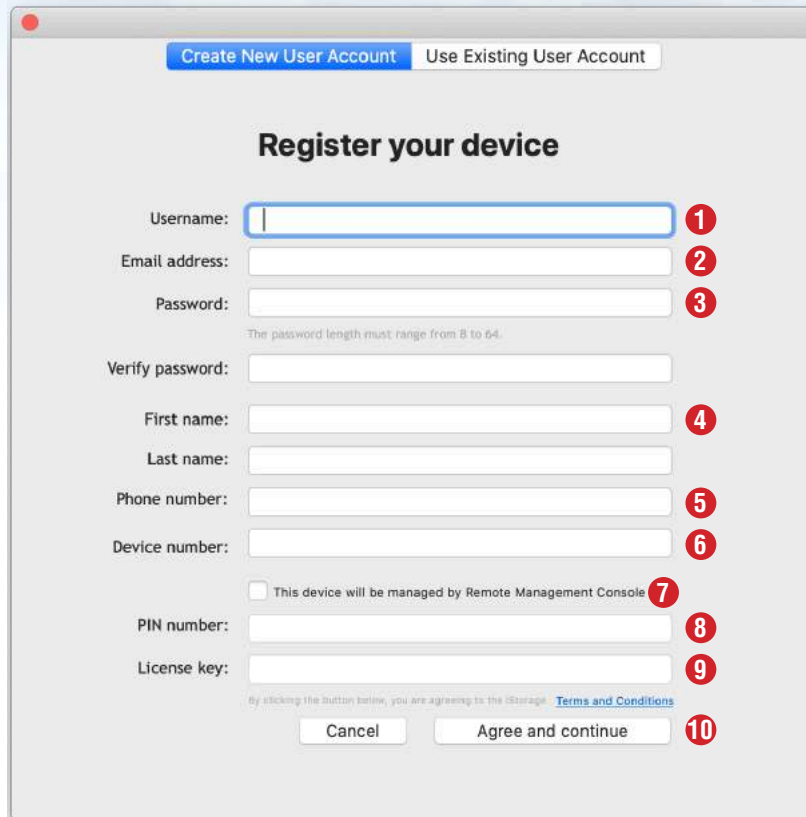 Create New User Account Use Existing User Account
Register your device
Username: 1
Email address: 2
Password: 3
The password length must range from 8 to 64.
Verify password:
First name: 4
Last name:
Phone number: 5
Device number: 6
This device will be managed by Remote Management Console 7
PIN number: 8
License key: 9
By clicking the button below, you are agreeing to the iStorage Terms and Conditions
Cancel Agree and continue 10